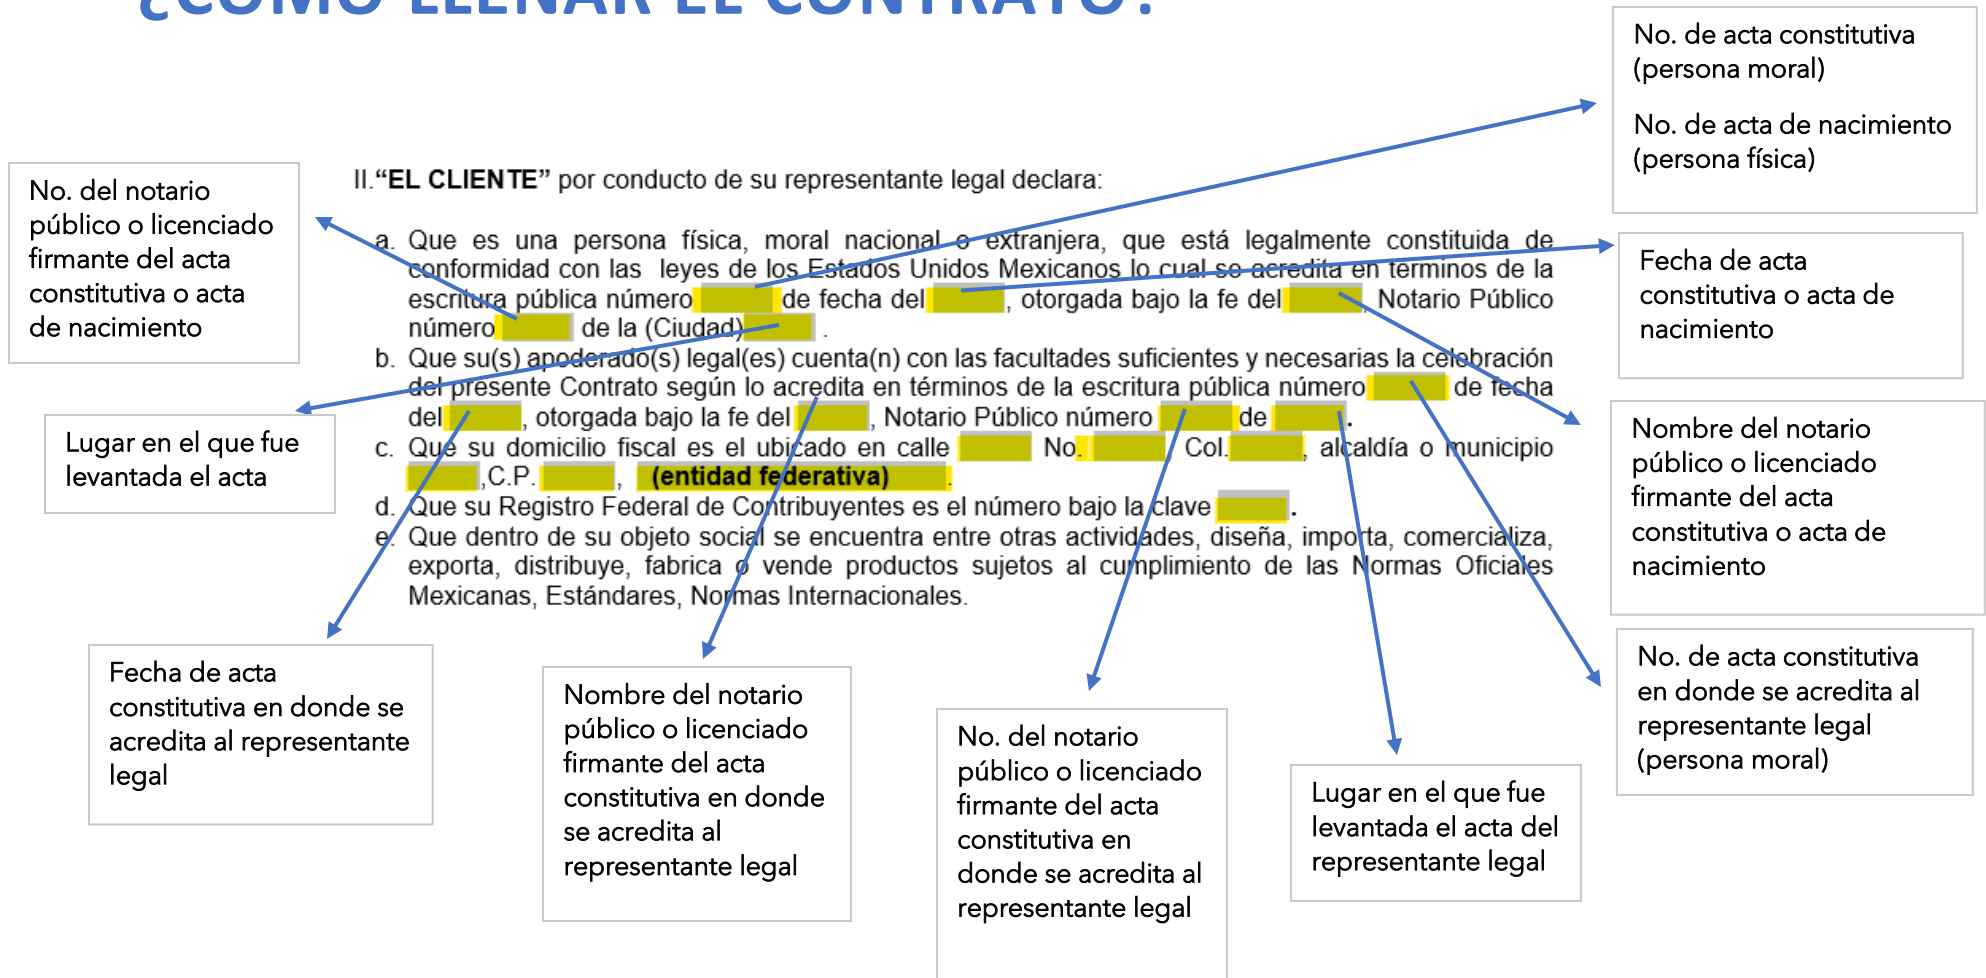 ¿CÓMO LLENAR EL CONTRATO?
No. de acta constitutiva
(persona moral)
No. de acta de nacimiento
(persona física)
No. del notario
público o licenciado
firmante del acta
constitutiva o acta
de nacimiento
II.“EL CLIENTE” por conducto de su representante legal declara:
a. Que es una persona física, moral nacional o extranjera, que está legalmente constituida de
conformidad con las leyes de los Estados Unidos Mexicanos lo cual se acredita en términos de la
escritura pública número de fecha del , otorgada bajo la fe del , Notario Público
número de la (Ciudad) .
b. Que su(s) apoderado(s) legal(es) cuenta(n) con las facultades suficientes y necesarias la celebración
del presente Contrato según lo acredita en términos de la escritura pública número de fecha
del , otorgada bajo la fe del , Notario Público número de .
c. Que su domicilio fiscal es el ubicado en calle No. , Col. , alcaldía o municipio
,C.P. , (entidad federativa) .
d. Que su Registro Federal de Contribuyentes es el número bajo la clave .
e. Que dentro de su objeto social se encuentra entre otras actividades, diseña, importa, comercializa,
exporta, distribuye, fabrica o vende productos sujetos al cumplimiento de las Normas Oficiales
Mexicanas, Estándares, Normas Internacionales.
Fecha de acta
constitutiva o acta de
nacimiento
Lugar en el que fue
levantada el acta
Nombre del notario
público o licenciado
firmante del acta
constitutiva o acta de
nacimiento
Fecha de acta
constitutiva en donde se
acredita al representante
legal
Nombre del notario
público o licenciado
firmante del acta
constitutiva en donde
se acredita al
representante legal
No. del notario
público o licenciado
firmante del acta
constitutiva en
donde se acredita al
representante legal
Lugar en el que fue
levantada el acta del
representante legal
No. de acta constitutiva
en donde se acredita al
representante legal
(persona moral)